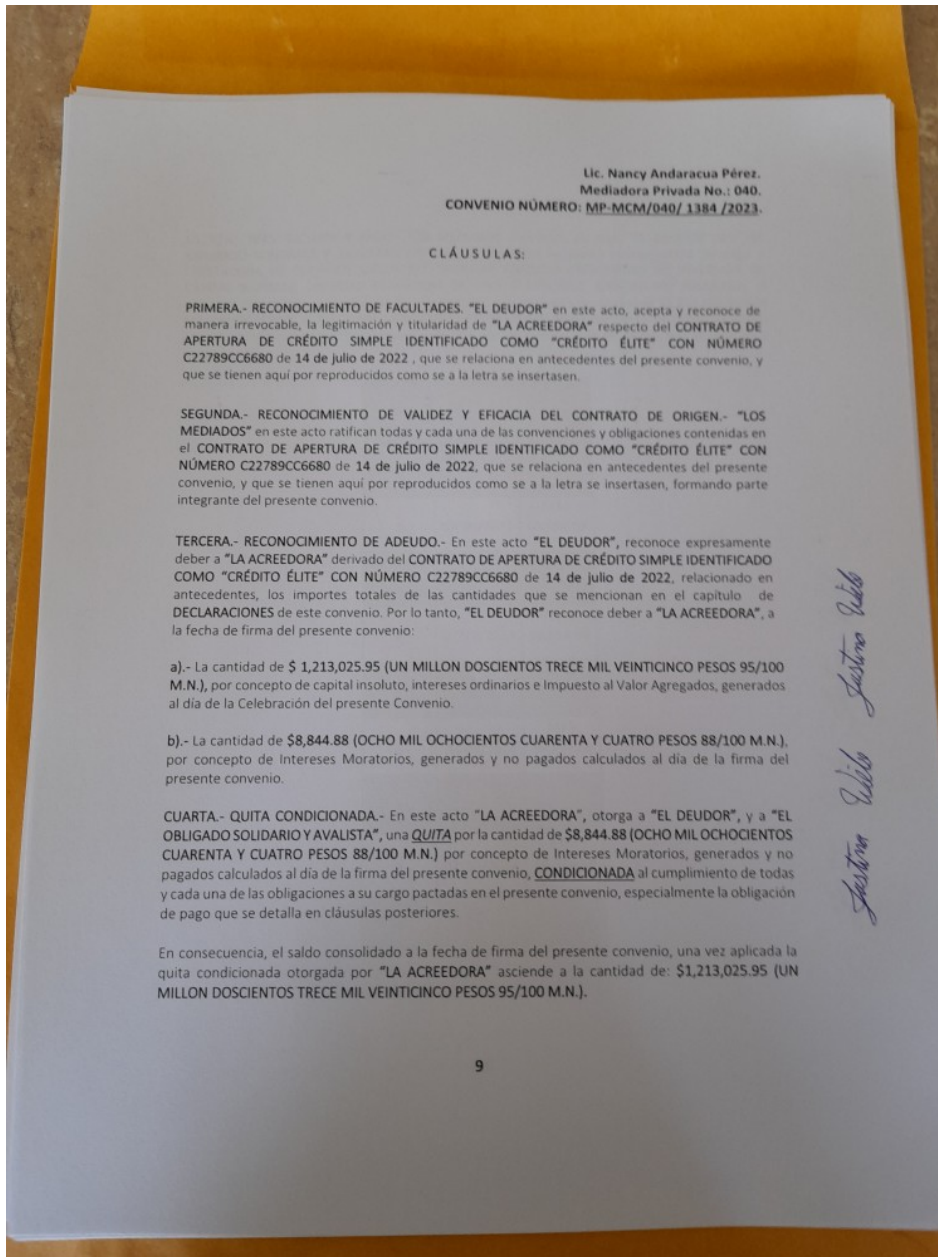 Lic. Nancy Andaracua Pérez.
Mediadora Privada No.: 040.
CONVENIO NÚMERO: MP-MCM/040/ 1384 /2023.
CLÁUSULAS:
PRIMERA.- RECONOCIMIENTO DE FACULTADES. "EL DEUDOR" en este acto, acepta y reconoce de
manera irrevocable, la legitimación y titularidad de "LA ACREEDORA" respecto del CONTRATO DE
APERTURA DE CRÉDITO SIMPLE IDENTIFICADO COMO "CRÉDITO ÉLITE" CON NÚMERO
C22789CC6680 de 14 de julio de 2022 , que se relaciona en antecedentes del presente convenio, y
que se tienen aquí por reproducidos como se a la letra se insertasen.
SEGUNDA.- RECONOCIMIENTO DE VALIDEZ Y EFICACIA DEL CONTRATO DE ORIGEN.- "LOS
MEDIADOS" en este acto ratifican todas y cada una de las convenciones y obligaciones contenidas en
el CONTRATO DE APERTURA DE CRÉDITO SIMPLE IDENTIFICADO COMO "CRÉDITO ÉLITE" CON
NÚMERO C22789CC6680 de 14 de julio de 2022, que se relaciona en antecedentes del presente
convenio, y que se tienen aquí por reproducidos como se a la letra se insertasen, formando parte
integrante del presente convenio.
TERCERA.- RECONOCIMIENTO DE ADEUDO.- En este acto "EL DEUDOR", reconoce expresamente
deber a "LA ACREEDORA" derivado del CONTRATO DE APERTURA DE CRÉDITO SIMPLE IDENTIFICADO
COMO "CRÉDITO ÉLITE" CON NÚMERO C22789CC6680 de 14 de julio de 2022, relacionado en
antecedentes, los importes totales de las cantidades que se mencionan en el capítulo de
DECLARACIONES de este convenio. Por lo tanto, "EL DEUDOR" reconoce deber a "LA ACREEDORA", a
la fecha de firma del presente convenio:
a).- La cantidad de $ 1,213,025.95 (UN MILLON DOSCIENTOS TRECE MIL VEINTICINCO PESOS 95/100
M.N.), por concepto de capital insoluto, intereses ordinarios e Impuesto al Valor Agregados, generados
al día de la Celebración del presente Convenio.
b).- La cantidad de $8,844.88 (OCHO MIL OCHOCIENTOS CUARENTA Y CUATRO PESOS 88/100 M.N.),
por concepto de Intereses Moratorios, generados y no pagados calculados al día de la firma del
presente convenio.
CUARTA.- QUITA CONDICIONADA.- En este acto "LA ACREEDORA", otorga a "EL DEUDOR", y a "EL
OBLIGADO SOLIDARIO Y AVALISTA", una QUITA por la cantidad de $8,844.88 (OCHO MIL OCHOCIENTOS
CUARENTA Y CUATRO PESOS 88/100 M.N.) por concepto de Intereses Moratorios, generados y no
pagados calculados al día de la firma del presente convenio, CONDICIONADA al cumplimiento de todas
y cada una de las obligaciones a su cargo pactadas en el presente convenio, especialmente la obligación
de pago que se detalla en cláusulas posteriores.
En consecuencia, el saldo consolidado a la fecha de firma del presente convenio, una vez aplicada la
quita condicionada otorgada por "LA ACREEDORA" asciende a la cantidad de: $1,213,025.95 (UN
MILLON DOSCIENTOS TRECE MIL VEINTICINCO PESOS 95/100 M.N.).
9